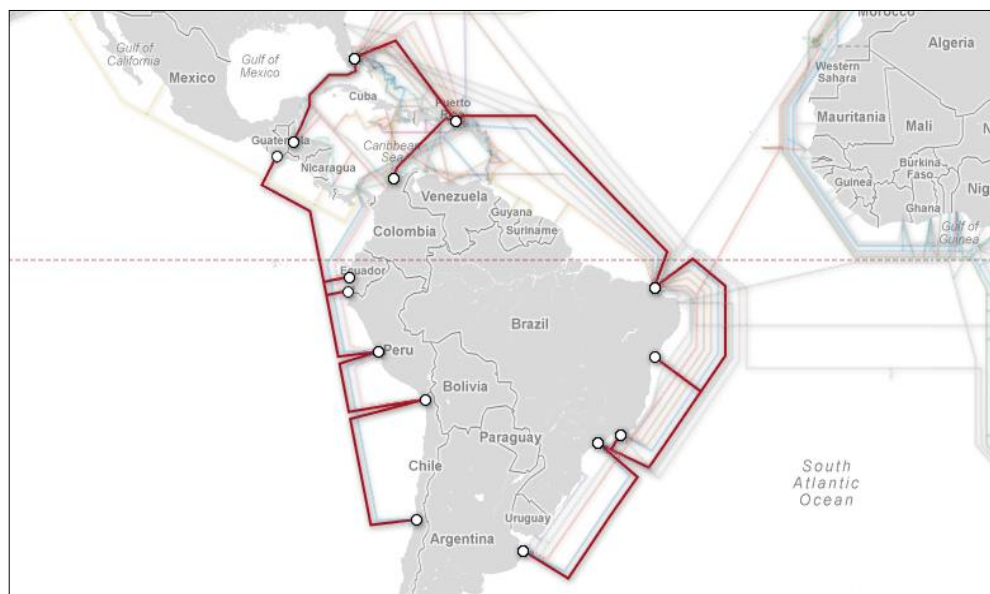 Morocco
Gulf of
California
Gulf of
Mexico
Algeria
Western
Sahara
Mexico
Cuba
Puerto
Mauritania
Mali
Guatemala
Caribbean
Sea
Nicaragua
Burkina
Faso
Guinea
Ghana
Venezuela
Guyana
Suriname
Gulf of
Guinea
Colombia
Ecuador
Brazil
Peru
Bolivia
Paraguay
Chile
South
Atlantic
Ocean
Uruguay
Argentina